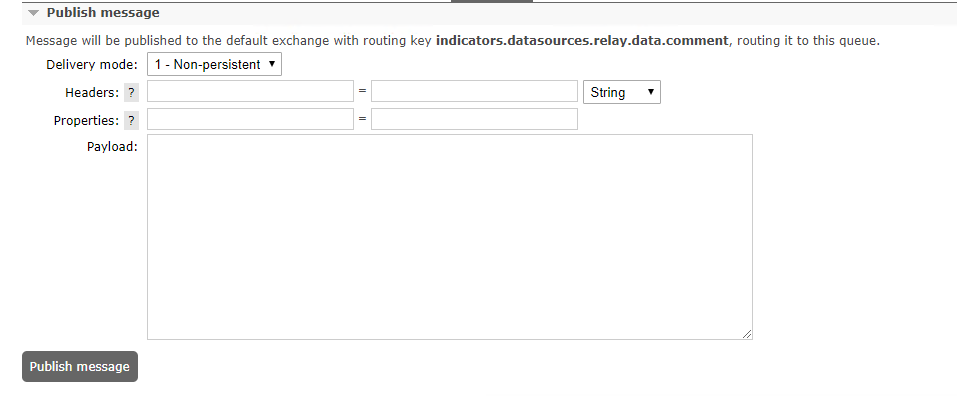 Publish message
Message will be published to the default exchange with routing key indicators.datasources.relay.data.comment, routing it to this queue.
Delivery mode: 1 - Non-persistent
Headers: ? = String
Properties: ? =
Payload:
Publish message